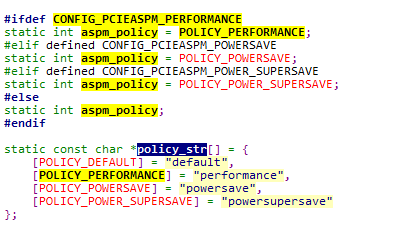 #ifdef CONFIG_PCIEASPM_PERFORMANCE
static int aspm_policy = POLICY_PERFORMANCE;
#elif defined CONFIG_PCIEASPM_POWERSAVE
static int aspm_policy = POLICY_POWERSAVE;
#elif defined CONFIG_PCIEASPM_POWER_SUPERSAVE
static int aspm_policy = POLICY_POWER_SUPERSAVE;
#else
static int aspm_policy;
#endif
static const char *policy_str[] = {
[POLICY_DEFAULT] = "default",
[POLICY_PERFORMANCE] = "performance",
[POLICY_POWERSAVE] = "powersave",
[POLICY_POWER_SUPERSAVE] = "powersupersave"
};